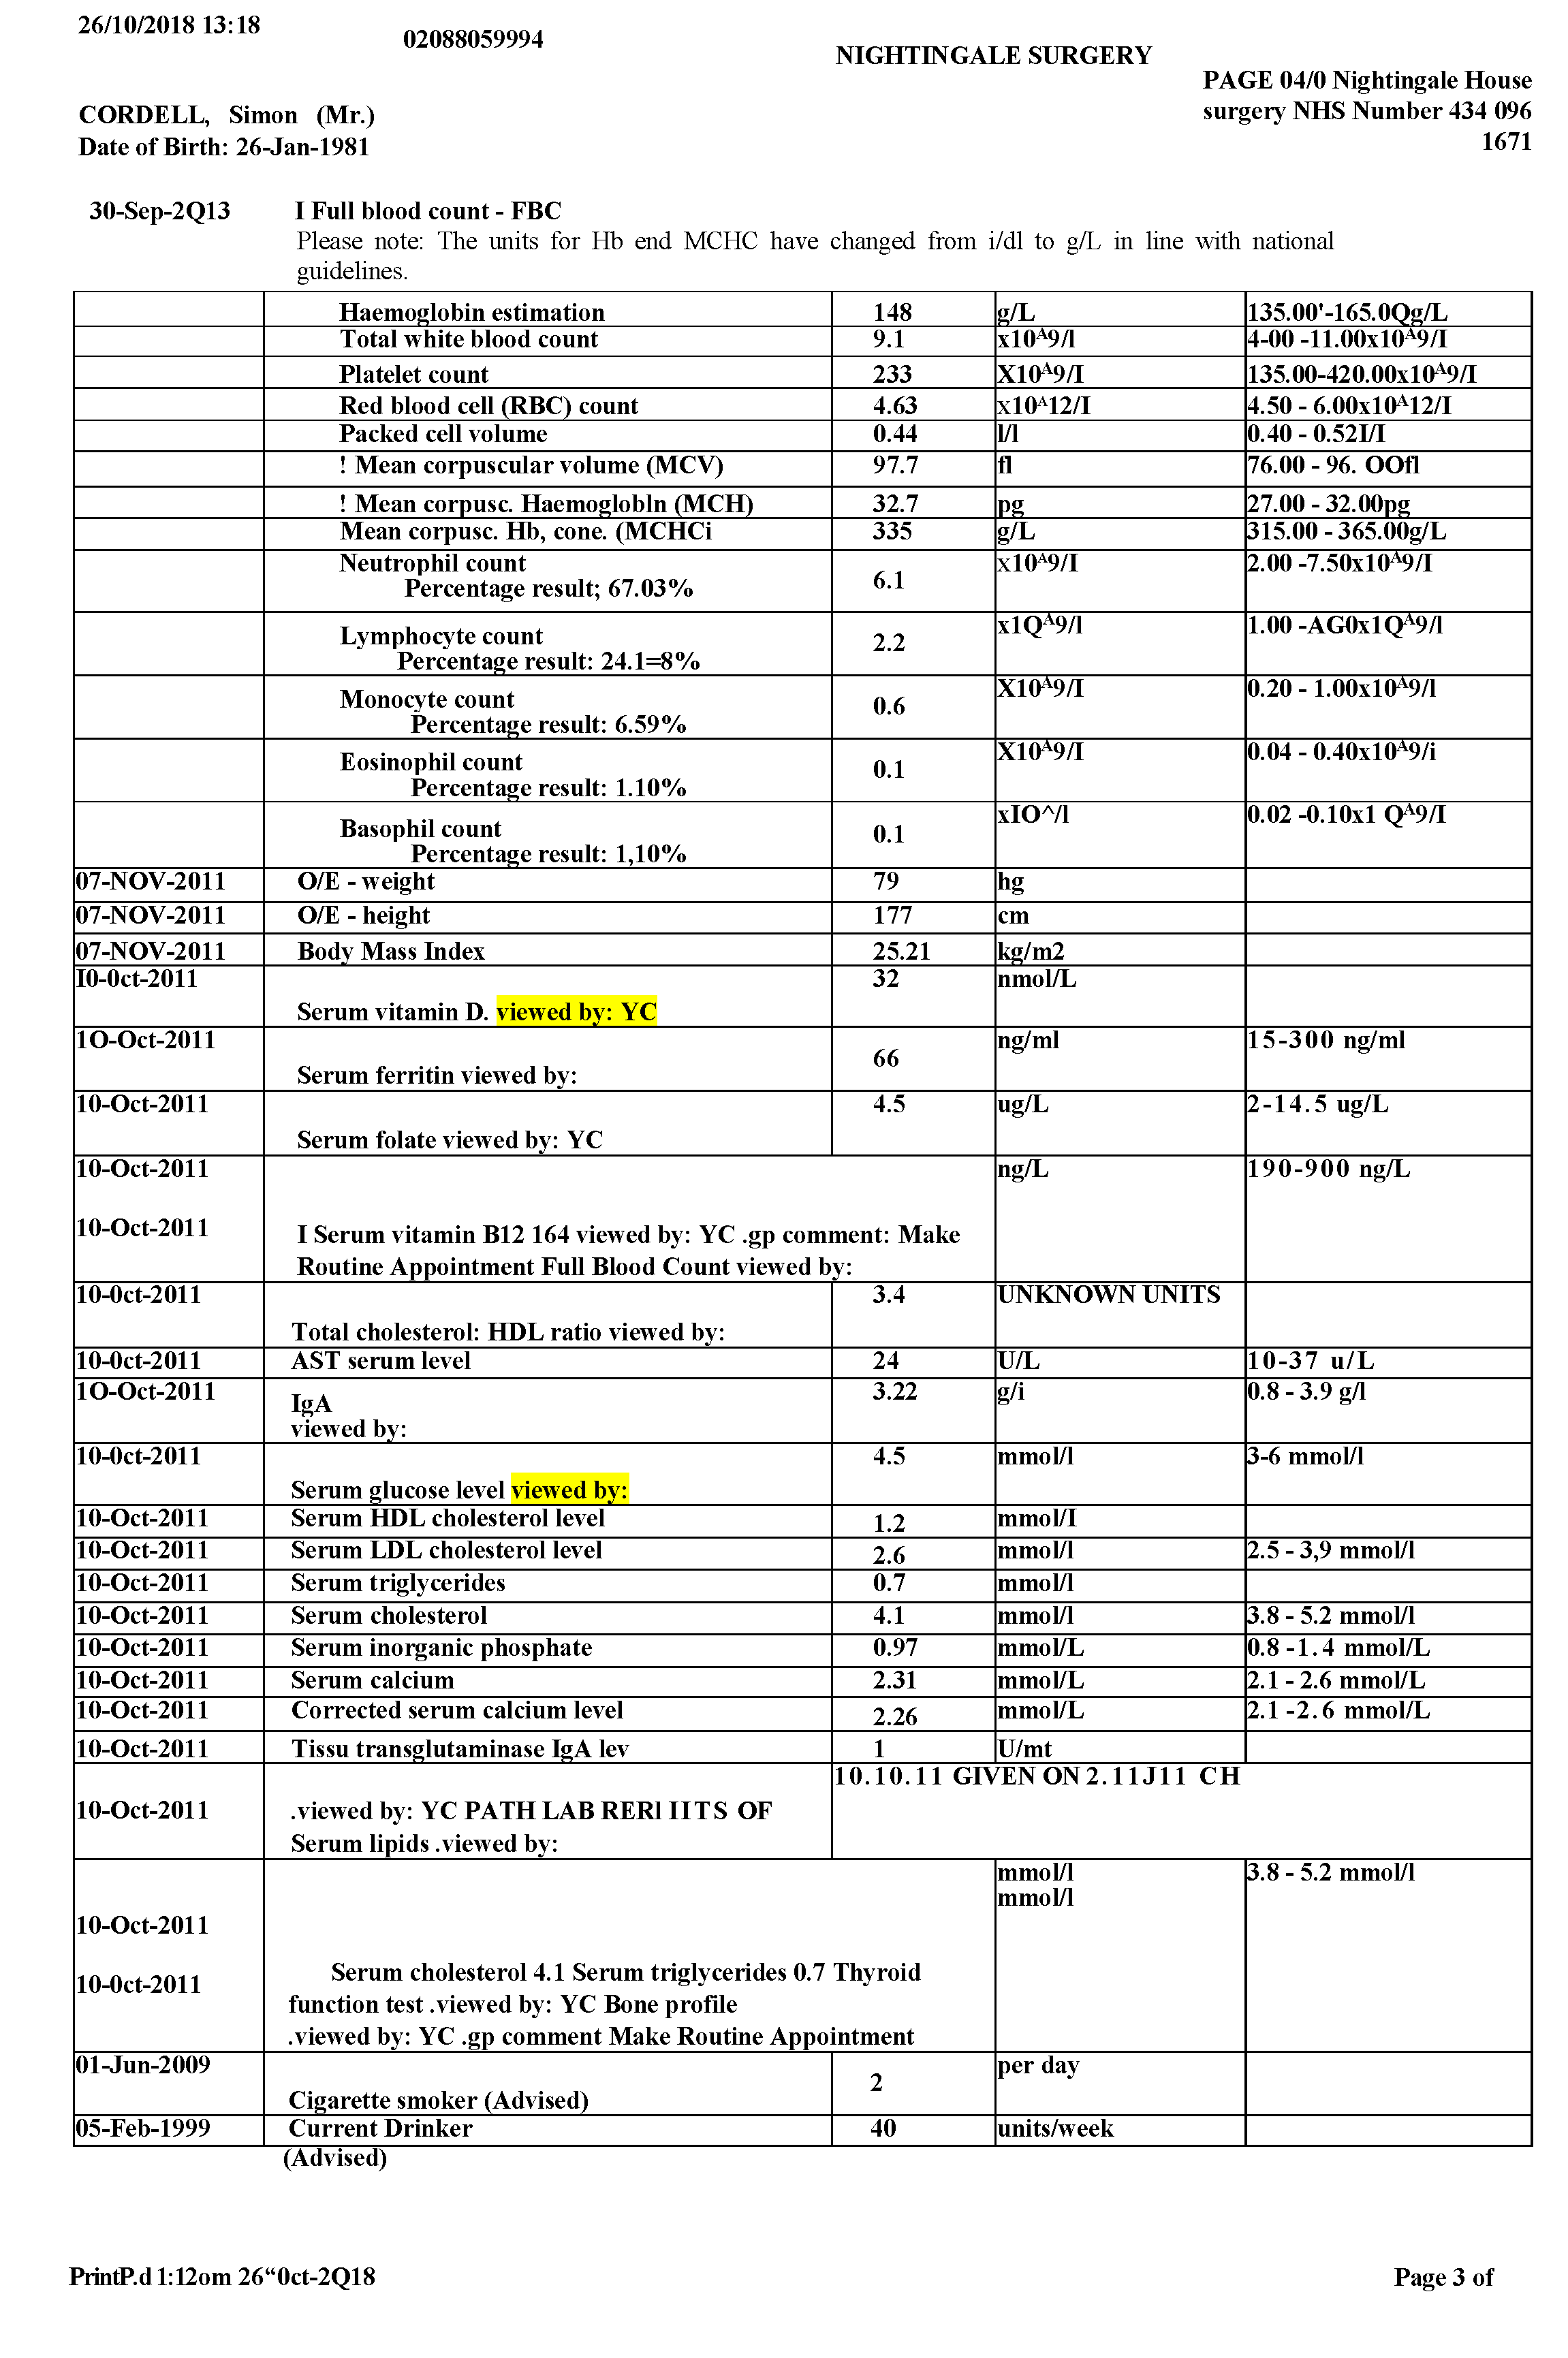 26/10/2018 13:18
02088059994
NIGHTINGALE SURGERY
PAGE 04/0 Nightingale House
surgery NHS Number 434 096
1671
CORDELL, Simon (Mr.)
Date of Birth: 26-Jan-1981
30-Sep-2Q13 I Full blood count - FBC
Please note: The units for Hb end MCHC have changed from i/dl to g/L in line with national
guidelines.
Haemoglobin estimation 148 g/L 135.00'-165.0Qg/L
Total white blood count 9.1 x10^A9/l 4-00 -11.00x10^A9/I
Platelet count 233 X10^A9/I 135.00-420.00x10^A9/I
Red blood cell (RBC) count 4.63 x10^A12/I 4.50 - 6.00x10^A12/I
Packed cell volume 0.44 l/l 0.40 - 0.52I/I
! Mean corpuscular volume (MCV) 97.7 fl 76.00 - 96. OOfl
! Mean corpusc. Haemoglobln (MCH) 32.7 pg 27.00 - 32.00pg
Mean corpusc. Hb, cone. (MCHCi 335 g/L 315.00 - 365.00g/L
Neutrophil count 6.1 x10^A9/I 2.00 -7.50x10^A9/I
Percentage result; 67.03%
Lymphocyte count 2.2 x1Q^A9/l 1.00 -AG0x1Q^A9/l
Percentage result: 24.1=8%
Monocyte count 0.6 X10^A9/I 0.20 - 1.00x10^A9/l
Percentage result: 6.59%
Eosinophil count 0.1 X10^A9/I 0.04 - 0.40x10^A9/i
Percentage result: 1.10%
Basophil count 0.1 xIO^/l 0.02 -0.10x1 Q^A9/I
Percentage result: 1,10%
07-NOV-2011 O/E - weight 79 hg
07-NOV-2011 O/E - height 177 cm
07-NOV-2011 Body Mass Index 25.21 kg/m2
I0-0ct-2011 32 nmol/L
Serum vitamin D. viewed by: YC
1O-Oct-2011 66 ng/ml 15-300 ng/ml
Serum ferritin viewed by:
10-Oct-2011 4.5 ug/L 2-14.5 ug/L
Serum folate viewed by: YC
10-Oct-2011 ng/L 190-900 ng/L
10-Oct-2011 I Serum vitamin B12 164 viewed by: YC .gp comment: Make
Routine Appointment Full Blood Count viewed by:
10-0ct-2011 3.4 UNKNOWN UNITS
Total cholesterol: HDL ratio viewed by:
10-0ct-2011 AST serum level 24 U/L 10-37 u/L
1O-Oct-2011 IgA 3.22 g/i 0.8 - 3.9 g/l
viewed by:
10-0ct-2011 4.5 mmol/l 3-6 mmol/l
Serum glucose level viewed by:
10-Oct-2011 Serum HDL cholesterol level 1.2 mmol/I
10-Oct-2011 Serum LDL cholesterol level 2.6 mmol/l 2.5 - 3,9 mmol/l
10-Oct-2011 Serum triglycerides 0.7 mmol/l
10-Oct-2011 Serum cholesterol 4.1 mmol/l 3.8 - 5.2 mmol/l
10-Oct-2011 Serum inorganic phosphate 0.97 mmol/L 0.8 -1.4 mmol/L
10-Oct-2011 Serum calcium 2.31 mmol/L 2.1 - 2.6 mmol/L
10-Oct-2011 Corrected serum calcium level 2.26 mmol/L 2.1 -2.6 mmol/L
10-Oct-2011 Tissu transglutaminase IgA lev 1 U/mt
10.10.11 GIVEN ON 2.11J11 CH
10-Oct-2011 .viewed by: YC PATH LAB RERl IITS OF
Serum lipids .viewed by:
mmol/l 3.8 - 5.2 mmol/l
mmol/l
10-Oct-2011
10-0ct-2011 Serum cholesterol 4.1 Serum triglycerides 0.7 Thyroid
function test .viewed by: YC Bone profile
.viewed by: YC .gp comment Make Routine Appointment
01-Jun-2009 2 per day
Cigarette smoker (Advised)
05-Feb-1999 Current Drinker 40 units/week
(Advised)
PrintP.d 1:12om 26“0ct-2Q18
Page 3 of